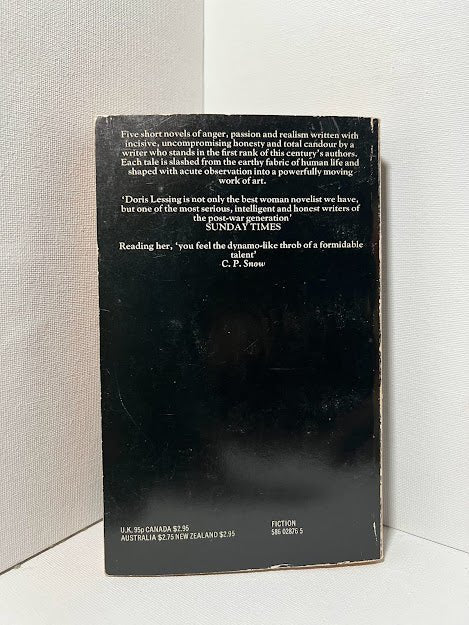 Five short novels of anger, passion and realism written with
incisive, uncompromising honesty and total candour by a
writer who stands in the first rank of this century's authors.
Each tale is slashed from the earthy fabric of human life and
shaped with acute observation into a powerfully moving
work of art.
'Doris Lessing is not only the best woman novelist we have,
but one of the most serious, intelligent and honest writers of
the post-war generation'
SUNDAY TIMES
Reading her, 'you feel the dynamo-like throb of a formidable
talent'
C. P. Snow
U.K. 95p CANADA $2.95
AUSTRALIA $2.75 NEW ZEALAND $2.95
FICTION
586 02876 5